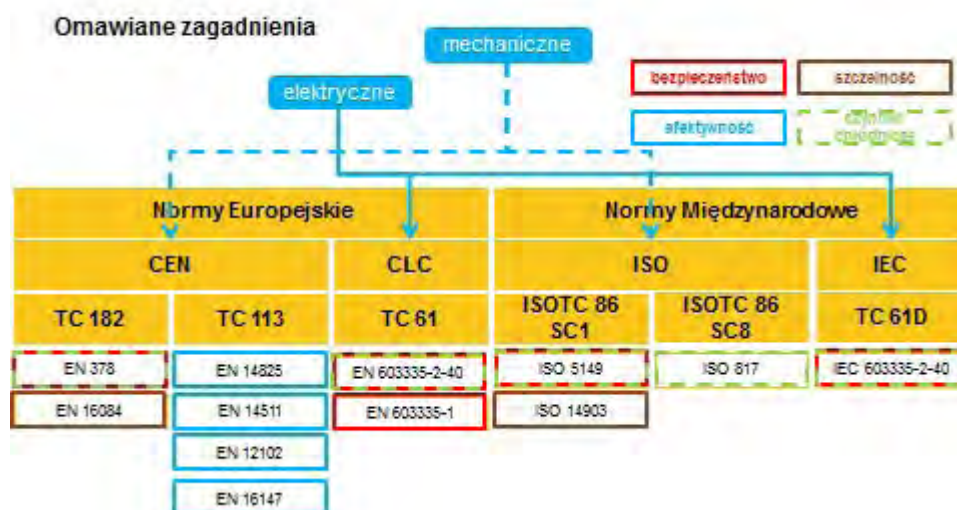 Omawiane zagadnienia
mechaniczne
elektryczne
bezpieczeństwo
szczelność
efektywność
czynniki
chłodnicze
Normy Europejskie
Normy Międzynarodowe
CEN
CLC
ISO
IEC
TC 182
TC 113
TC 61
ISOTC 86
SC1
ISOTC 86
SC8
TC 61D
EN 378
EN 14825
EN 603335-2-40
ISO 5149
ISO 817
IEC 603335-2-40
EN 16084
EN 14511
EN 603335-1
ISO 14903
EN 12102
EN 16147